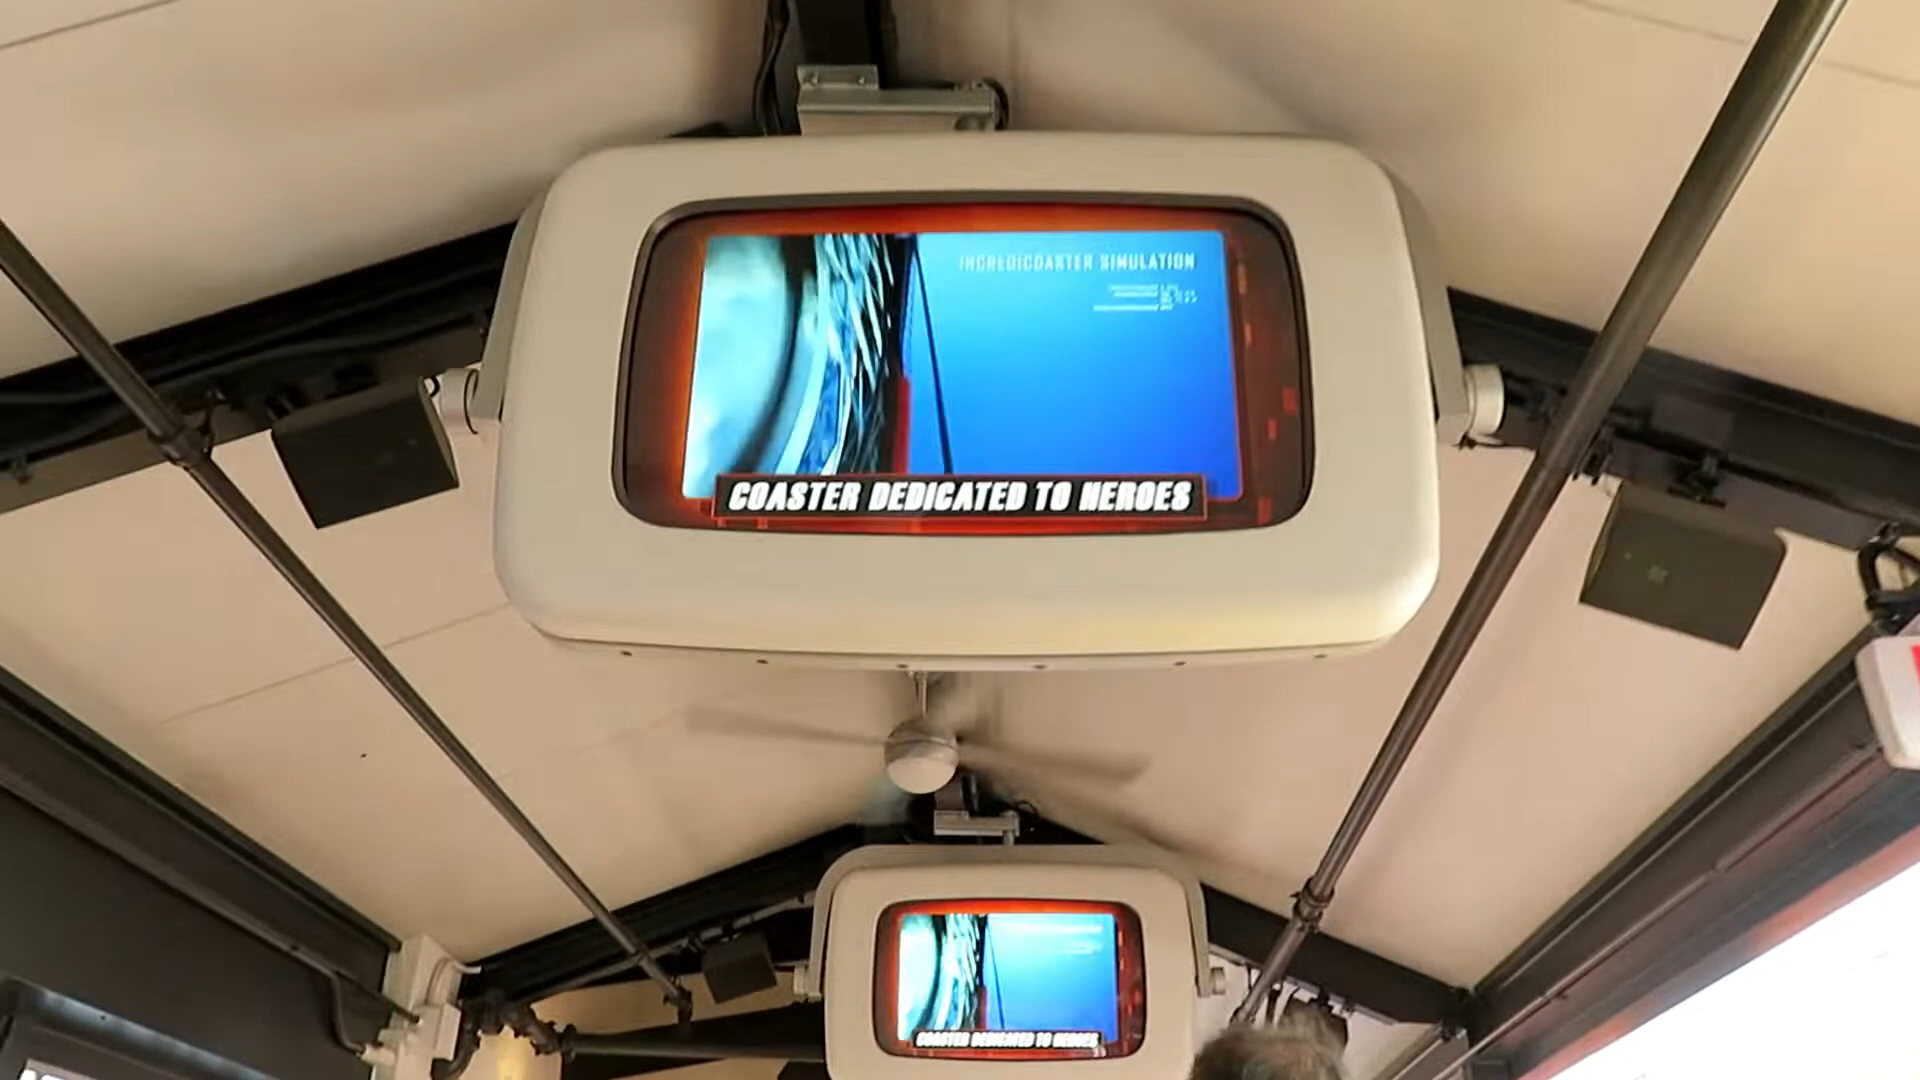 INCREDICOASTER SIMULATION
COASTER DEDICATED TO HEROES
COASTER DEDICATED TO HEROES